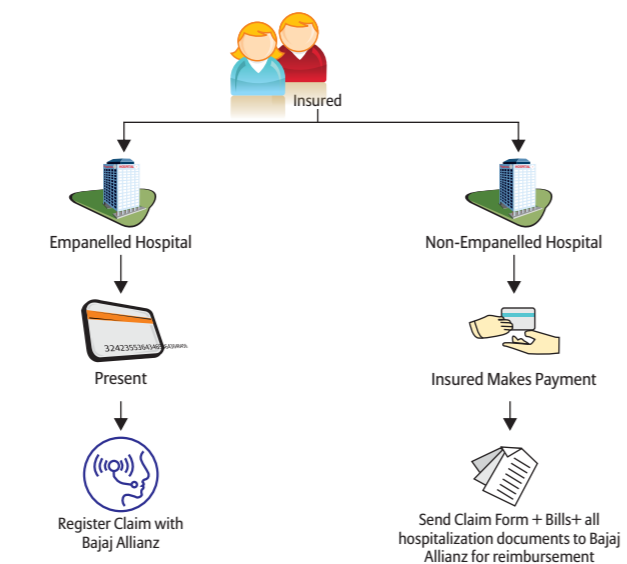 Insured
Empanelled Hospital
Non-Empanelled Hospital
Present
Insured Makes Payment
Register Claim with
Bajaj Allianz
Send Claim Form + Bills+ all
hospitalization documents to Bajaj
Allianz for reimbursement